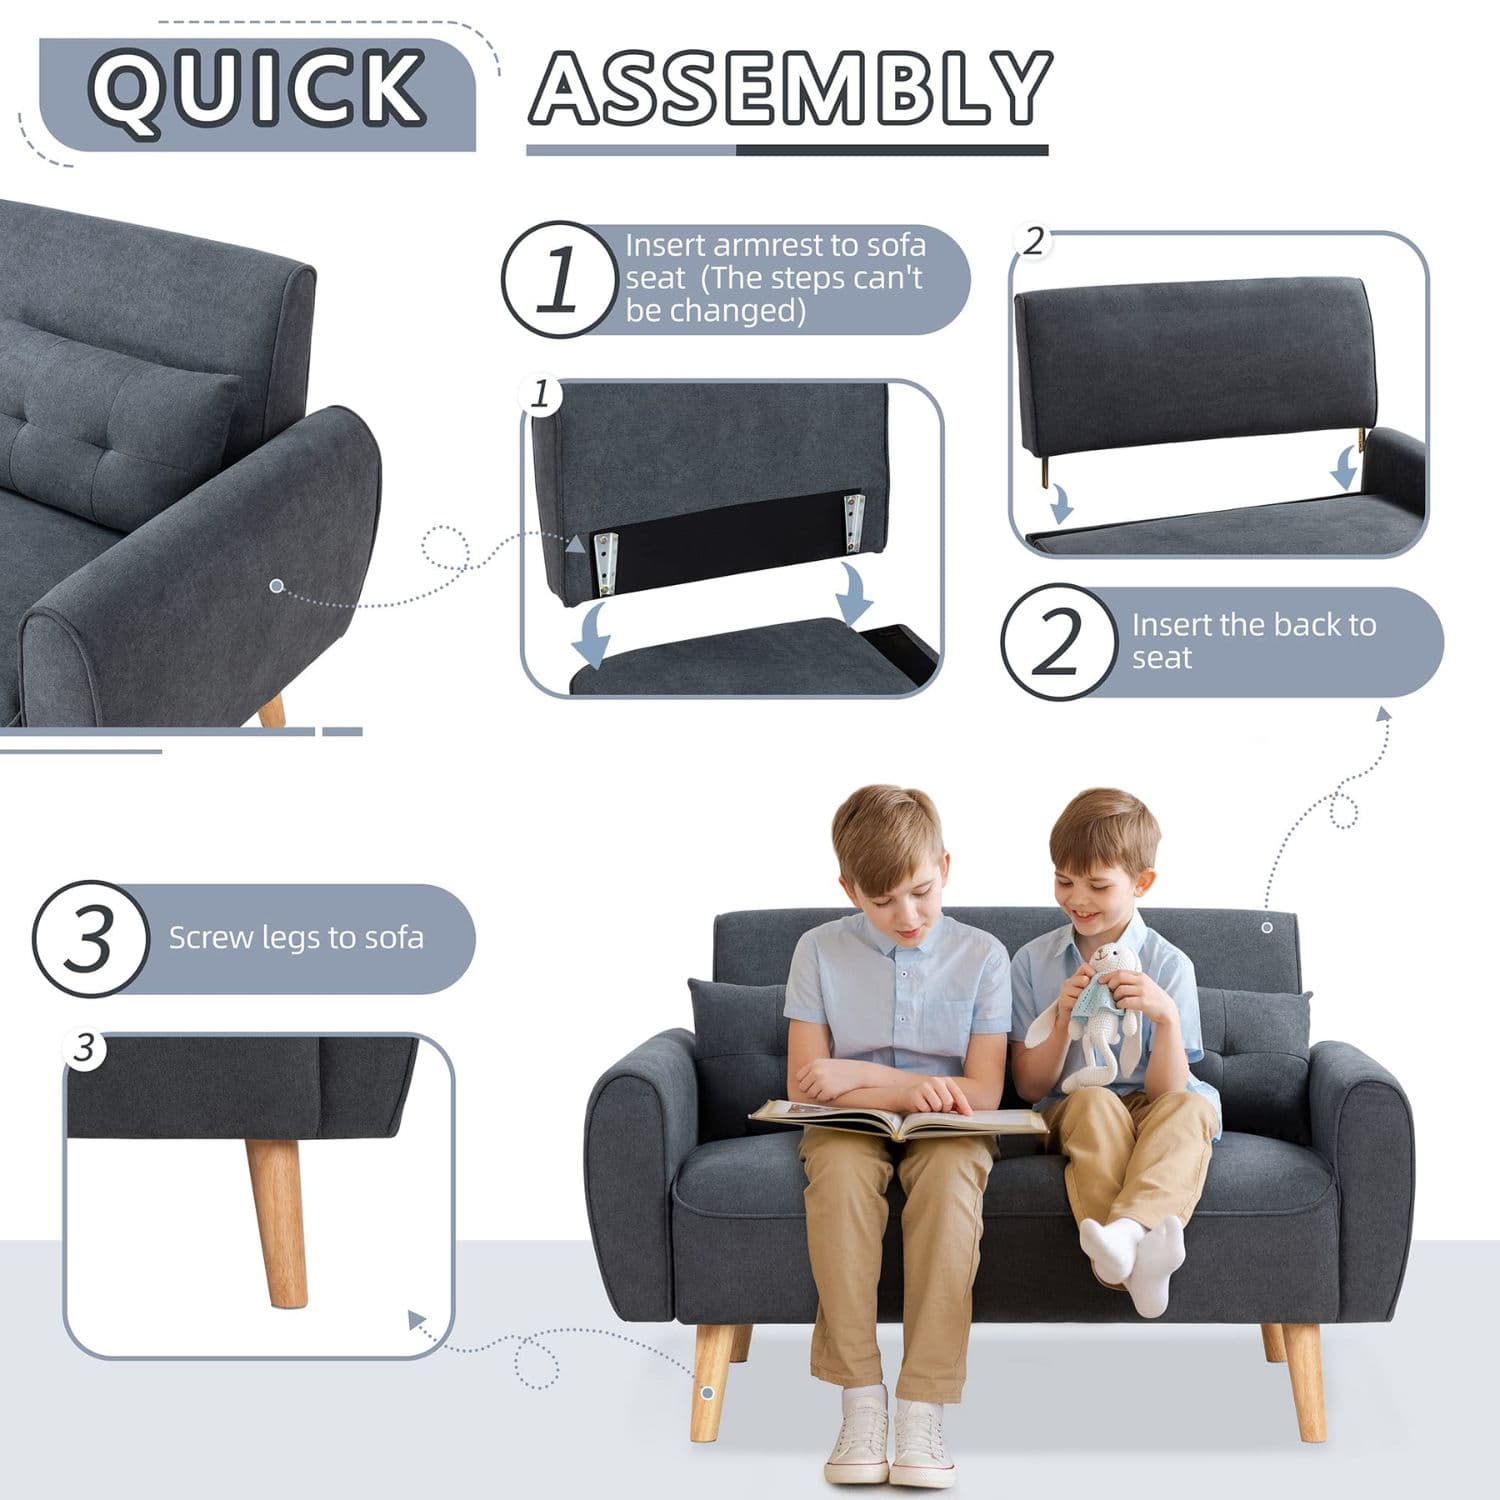 QUICK ASSEMBLY
1
Insert armrest to sofa
seat (The steps can't
be changed)
1
2
2
Insert the back to
seat
3
Screw legs to sofa
3